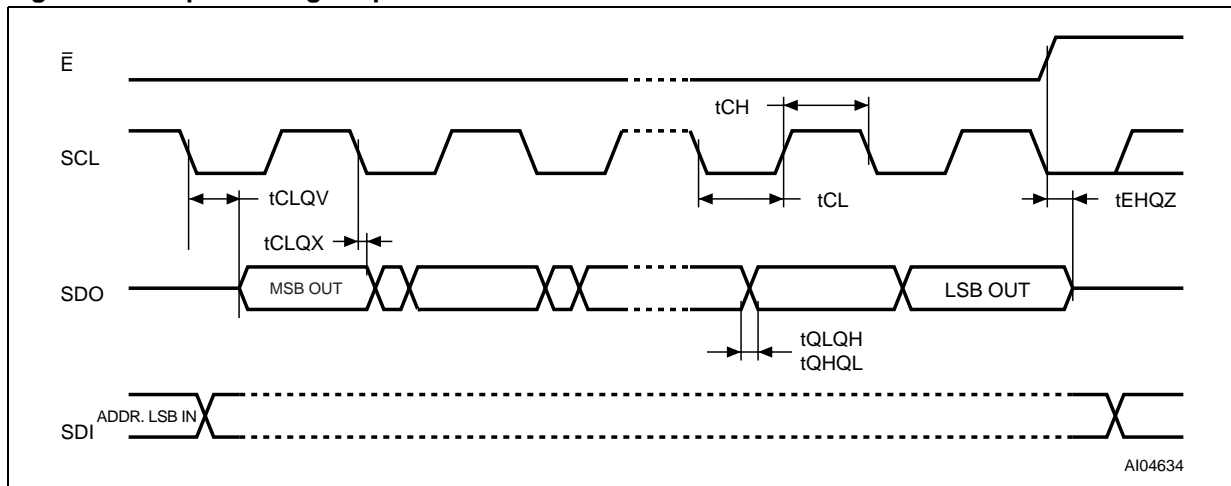 E̅
tCH
SCL
tCLQV
tCL
tEHQZ
tCLQX
SDO
MSB OUT
LSB OUT
tQLQH
tQHQL
ADDR. LSB IN
SDI
AI04634